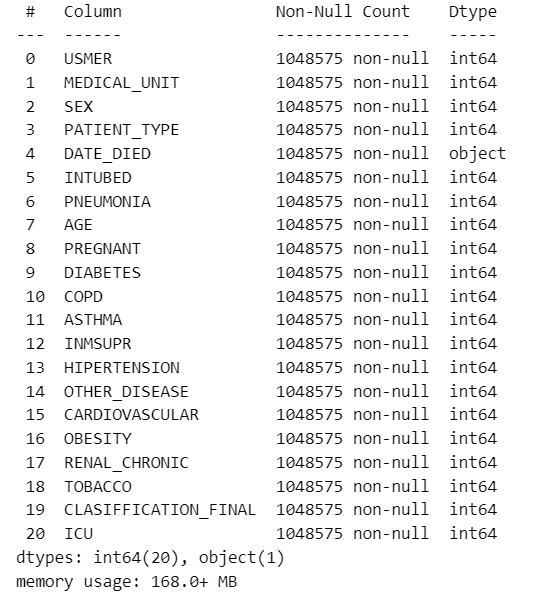 #   Column                Non-Null Count    Dtype
---  ------                --------------    -----
0   USMER                 1048575 non-null  int64
1   MEDICAL_UNIT          1048575 non-null  int64
2   SEX                   1048575 non-null  int64
3   PATIENT_TYPE          1048575 non-null  int64
4   DATE_DIED             1048575 non-null  object
5   INTUBED               1048575 non-null  int64
6   PNEUMONIA             1048575 non-null  int64
7   AGE                   1048575 non-null  int64
8   PREGNANT              1048575 non-null  int64
9   DIABETES              1048575 non-null  int64
10  COPD                  1048575 non-null  int64
11  ASTHMA                1048575 non-null  int64
12  INMSUPR               1048575 non-null  int64
13  HIPERTENSION          1048575 non-null  int64
14  OTHER_DISEASE         1048575 non-null  int64
15  CARDIOVASCULAR        1048575 non-null  int64
16  OBESITY               1048575 non-null  int64
17  RENAL_CHRONIC         1048575 non-null  int64
18  TOBACCO               1048575 non-null  int64
19  CLASIFFICATION_FINAL  1048575 non-null  int64
20  ICU                   1048575 non-null  int64
dtypes: int64(20), object(1)
memory usage: 168.0+ MB